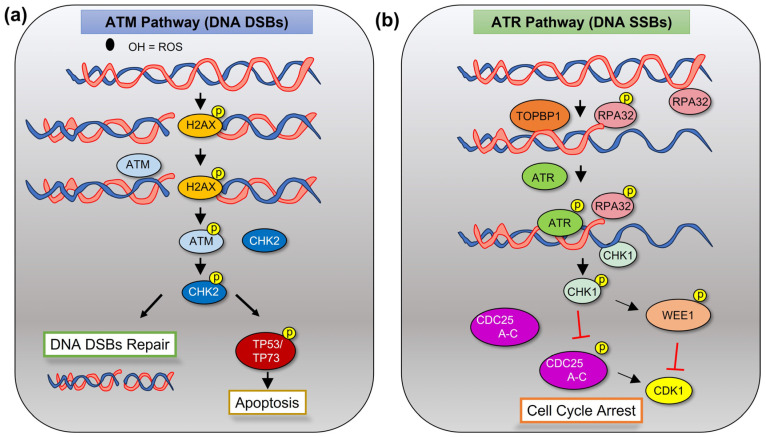 (a)
ATM Pathway (DNA DSBs)
OH = ROS
p
H2AX
ATM
p
H2AX
p
ATM
CHK2
p
CHK2
DNA DSBs Repair
p
TP53/
TP73
Apoptosis
(b)
ATR Pathway (DNA SSBs)
RPA32
TOPBP1
p
RPA32
ATR
p
ATR
p
RPA32
CHK1
p
CHK1
p
WEE1
CDC25
A-C
p
CDC25
A-C
CDK1
Cell Cycle Arrest